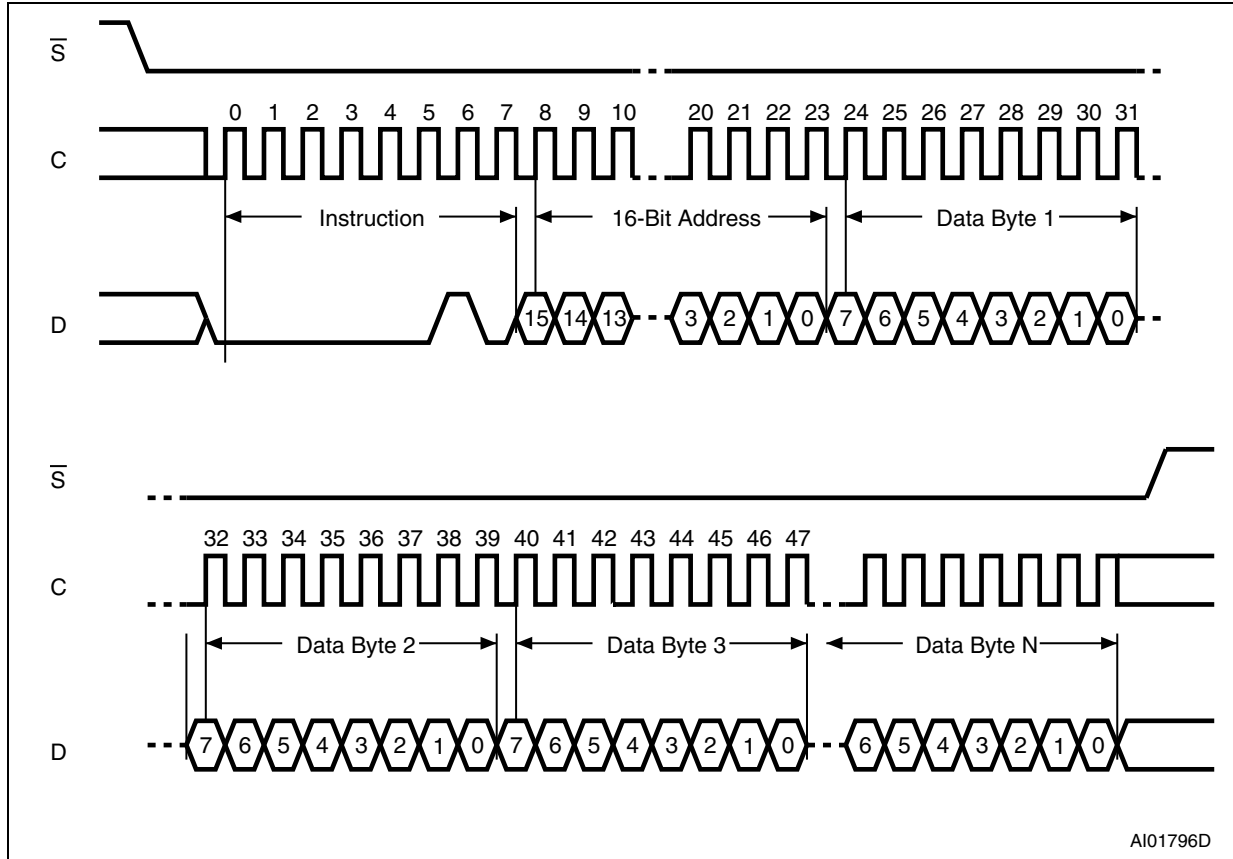 S̅
0 1 2 3 4 5 6 7 8 9 10 20 21 22 23 24 25 26 27 28 29 30 31
C
Instruction 16-Bit Address Data Byte 1
D 15 14 13 3 2 1 0 7 6 5 4 3 2 1 0
S̅
32 33 34 35 36 37 38 39 40 41 42 43 44 45 46 47
C
Data Byte 2 Data Byte 3 Data Byte N
D 7 6 5 4 3 2 1 0 7 6 5 4 3 2 1 0 6 5 4 3 2 1 0
AI01796D